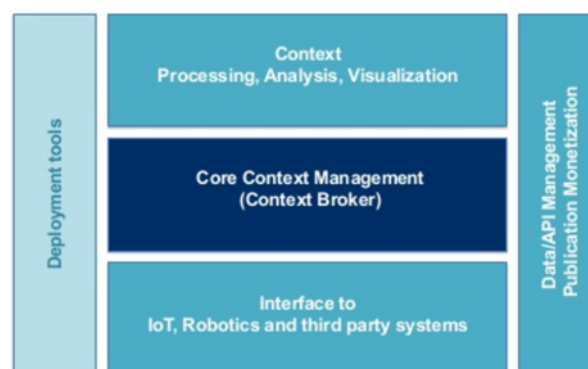 Deployment tools
Context
Processing, Analysis, Visualization
Core Context Management
(Context Broker)
Interface to
IoT, Robotics and third party systems
Data/API Management
Publication Monetization